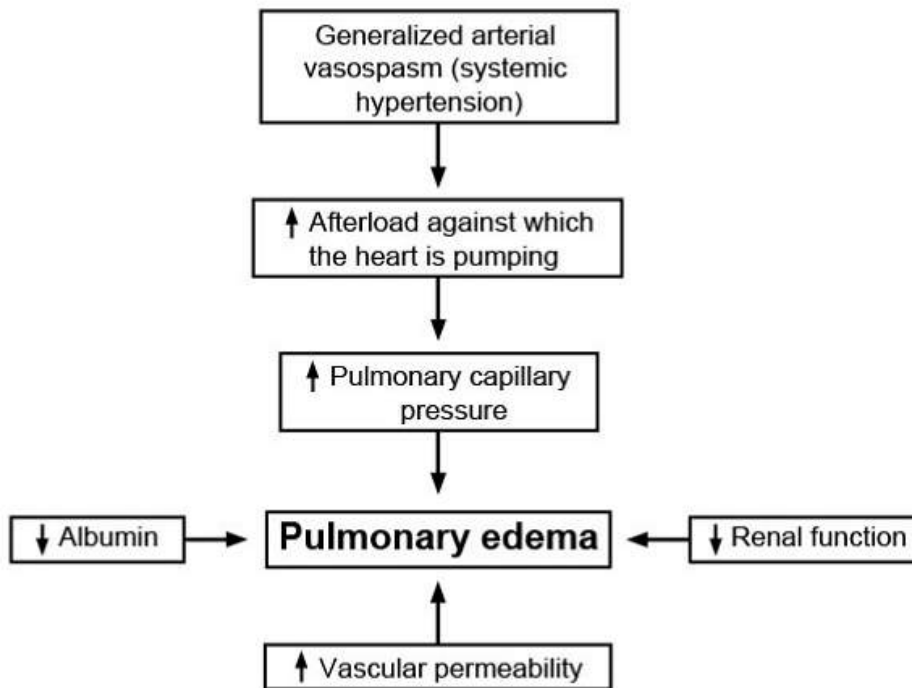 Generalized arterial
vasospasm (systemic
hypertension)
↑ Afterload against which
the heart is pumping
↑ Pulmonary capillary
pressure
↓ Albumin
Pulmonary edema
↓ Renal function
↑ Vascular permeability